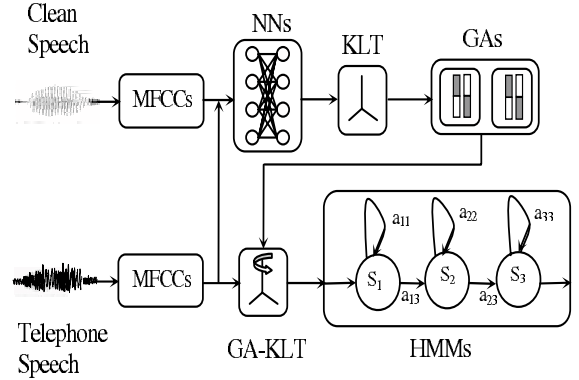 Clean
Speech
NNs
KLT
GAs
MFCCs
a11
a22
a33
S1
S2
S3
a13
a23
MFCCs
Telephone
Speech
GA-KLT
HMMs